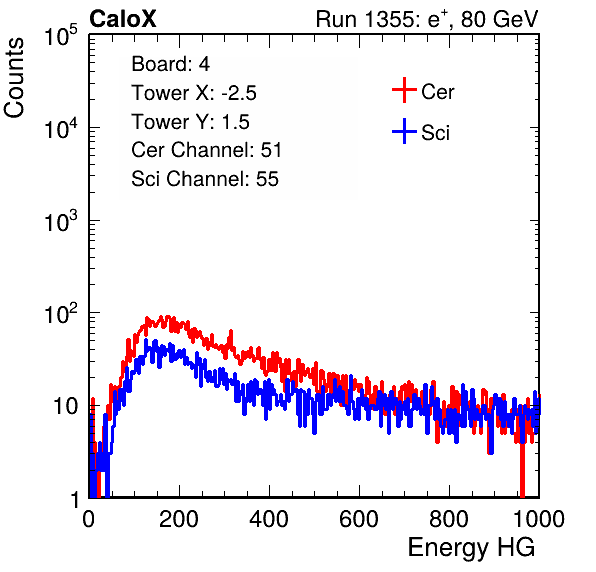 CaloX Run 1355: e⁺, 80 GeV
Counts
10⁵
10⁴
10³
10²
10
1
Board: 4
Tower X: -2.5
Tower Y: 1.5
Cer Channel: 51
Sci Channel: 55
Cer
Sci
0 200 400 600 800 1000
Energy HG